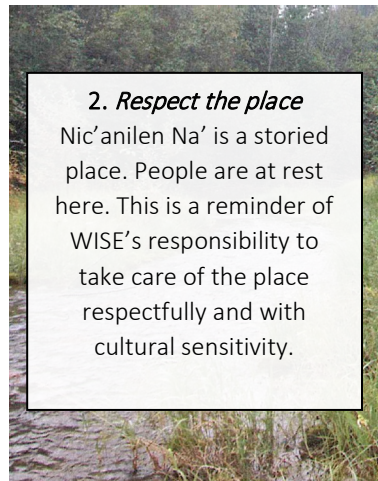 2. Respect the place
Nic’anilen Na’ is a storied
place. People are at rest
here. This is a reminder of
WISE’s responsibility to
take care of the place
respectfully and with
cultural sensitivity.